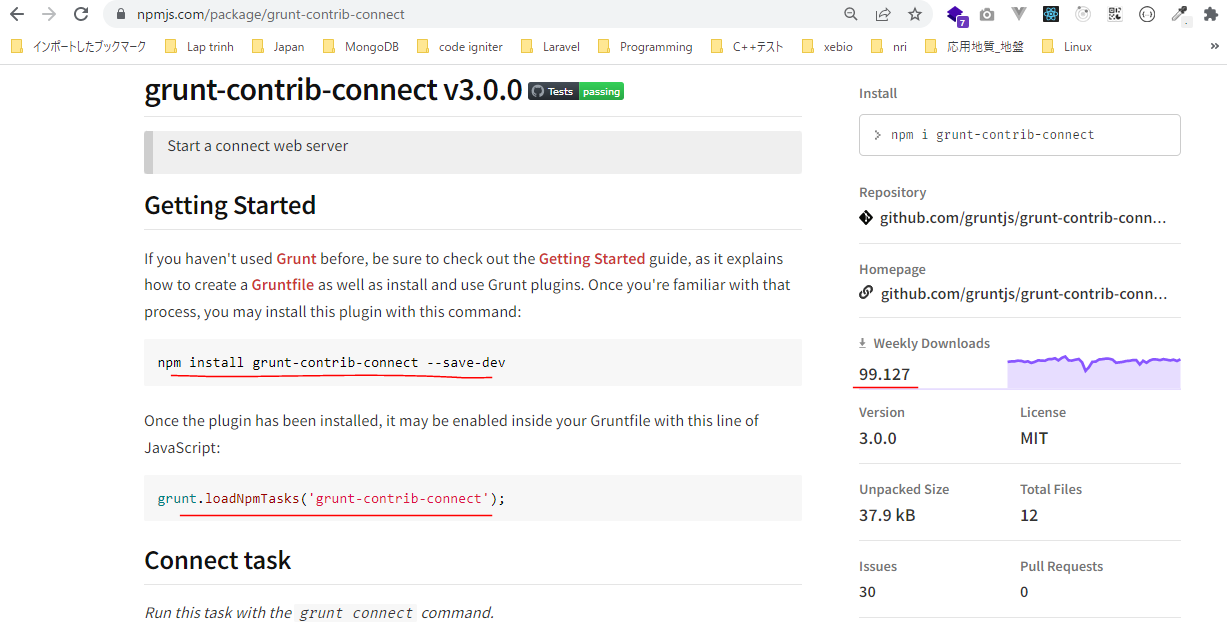 npmjs.com/package/grunt-contrib-connect
7
インポートしたブックマーク
Lap trinh
Japan
MongoDB
code igniter
Laravel
Programming
C++テスト
xebio
nri
応用地質_地盤
Linux
»
grunt-contrib-connect v3.0.0
Tests passing
Start a connect web server
Getting Started
If you haven't used Grunt before, be sure to check out the Getting Started guide, as it explains
how to create a Gruntfile as well as install and use Grunt plugins. Once you're familiar with that
process, you may install this plugin with this command:
npm install grunt-contrib-connect --save-dev
Once the plugin has been installed, it may be enabled inside your Gruntfile with this line of
JavaScript:
grunt.loadNpmTasks('grunt-contrib-connect');
Connect task
Run this task with the grunt connect command.
Install
> npm i grunt-contrib-connect
Repository
github.com/gruntjs/grunt-contrib-conn...
Homepage
github.com/gruntjs/grunt-contrib-conn...
Weekly Downloads
99.127
Version
License
3.0.0
MIT
Unpacked Size
Total Files
37.9 kB
12
Issues
Pull Requests
30
0